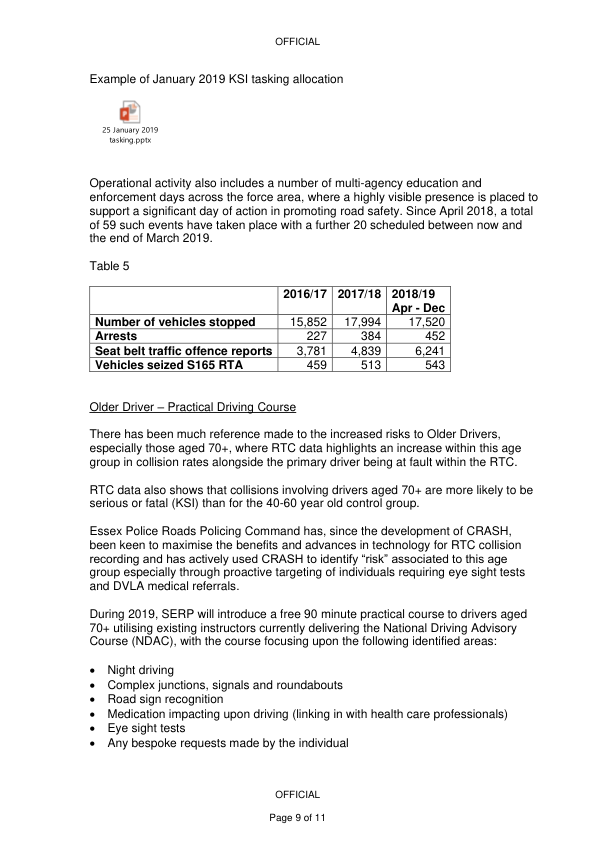 OFFICIAL
Example of January 2019 KSI tasking allocation
25 January 2019
tasking.pptx
Operational activity also includes a number of multi-agency education and
enforcement days across the force area, where a highly visible presence is placed to
support a significant day of action in promoting road safety. Since April 2018, a total
of 59 such events have taken place with a further 20 scheduled between now and
the end of March 2019.
Table 5
2016/17 2017/18 2018/19
Apr - Dec
Number of vehicles stopped 15,852 17,994 17,520
Arrests 227 384 452
Seat belt traffic offence reports 3,781 4,839 6,241
Vehicles seized S165 RTA 459 513 543
Older Driver – Practical Driving Course
There has been much reference made to the increased risks to Older Drivers,
especially those aged 70+, where RTC data highlights an increase within this age
group in collision rates alongside the primary driver being at fault within the RTC.
RTC data also shows that collisions involving drivers aged 70+ are more likely to be
serious or fatal (KSI) than for the 40-60 year old control group.
Essex Police Roads Policing Command has, since the development of CRASH,
been keen to maximise the benefits and advances in technology for RTC collision
recording and has actively used CRASH to identify “risk” associated to this age
group especially through proactive targeting of individuals requiring eye sight tests
and DVLA medical referrals.
During 2019, SERP will introduce a free 90 minute practical course to drivers aged
70+ utilising existing instructors currently delivering the National Driving Advisory
Course (NDAC), with the course focusing upon the following identified areas:
• Night driving
• Complex junctions, signals and roundabouts
• Road sign recognition
• Medication impacting upon driving (linking in with health care professionals)
• Eye sight tests
• Any bespoke requests made by the individual
OFFICIAL
Page 9 of 11